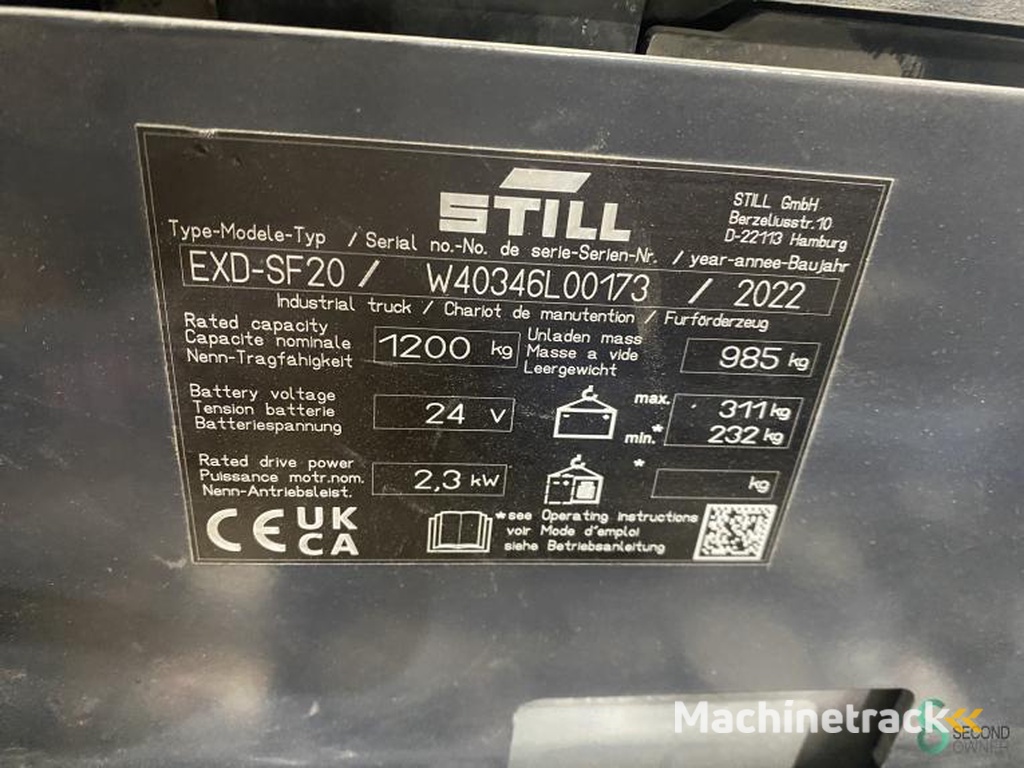 STILL
STILL GmbH
Berzeliusstr.10
D-22113 Hamburg
Type-Modele-Typ / Serial no.-No. de serie-Serien-Nr. / year-annee-Baujahr
EXD-SF20 / W40346L00173 / 2022
Industrial truck / Chariot de manutention / Furförderzeug
Rated capacity
Capacite nominale
Nenn-Tragfähigkeit
1200 kg
Unladen mass
Masse a vide
Leergewicht
985 kg
Battery voltage
Tension batterie
Batteriespannung
24 V
max. 311 kg
min.* 232 kg
Rated drive power
Puissance motr.nom.
Nenn-Antriebsleist.
2,3 kW
* kg
CE UK
CA
*see Operating instructions
voir Mode d'emploi
siehe Betriebsanleitung
Machinetrack
SECOND
OWNER